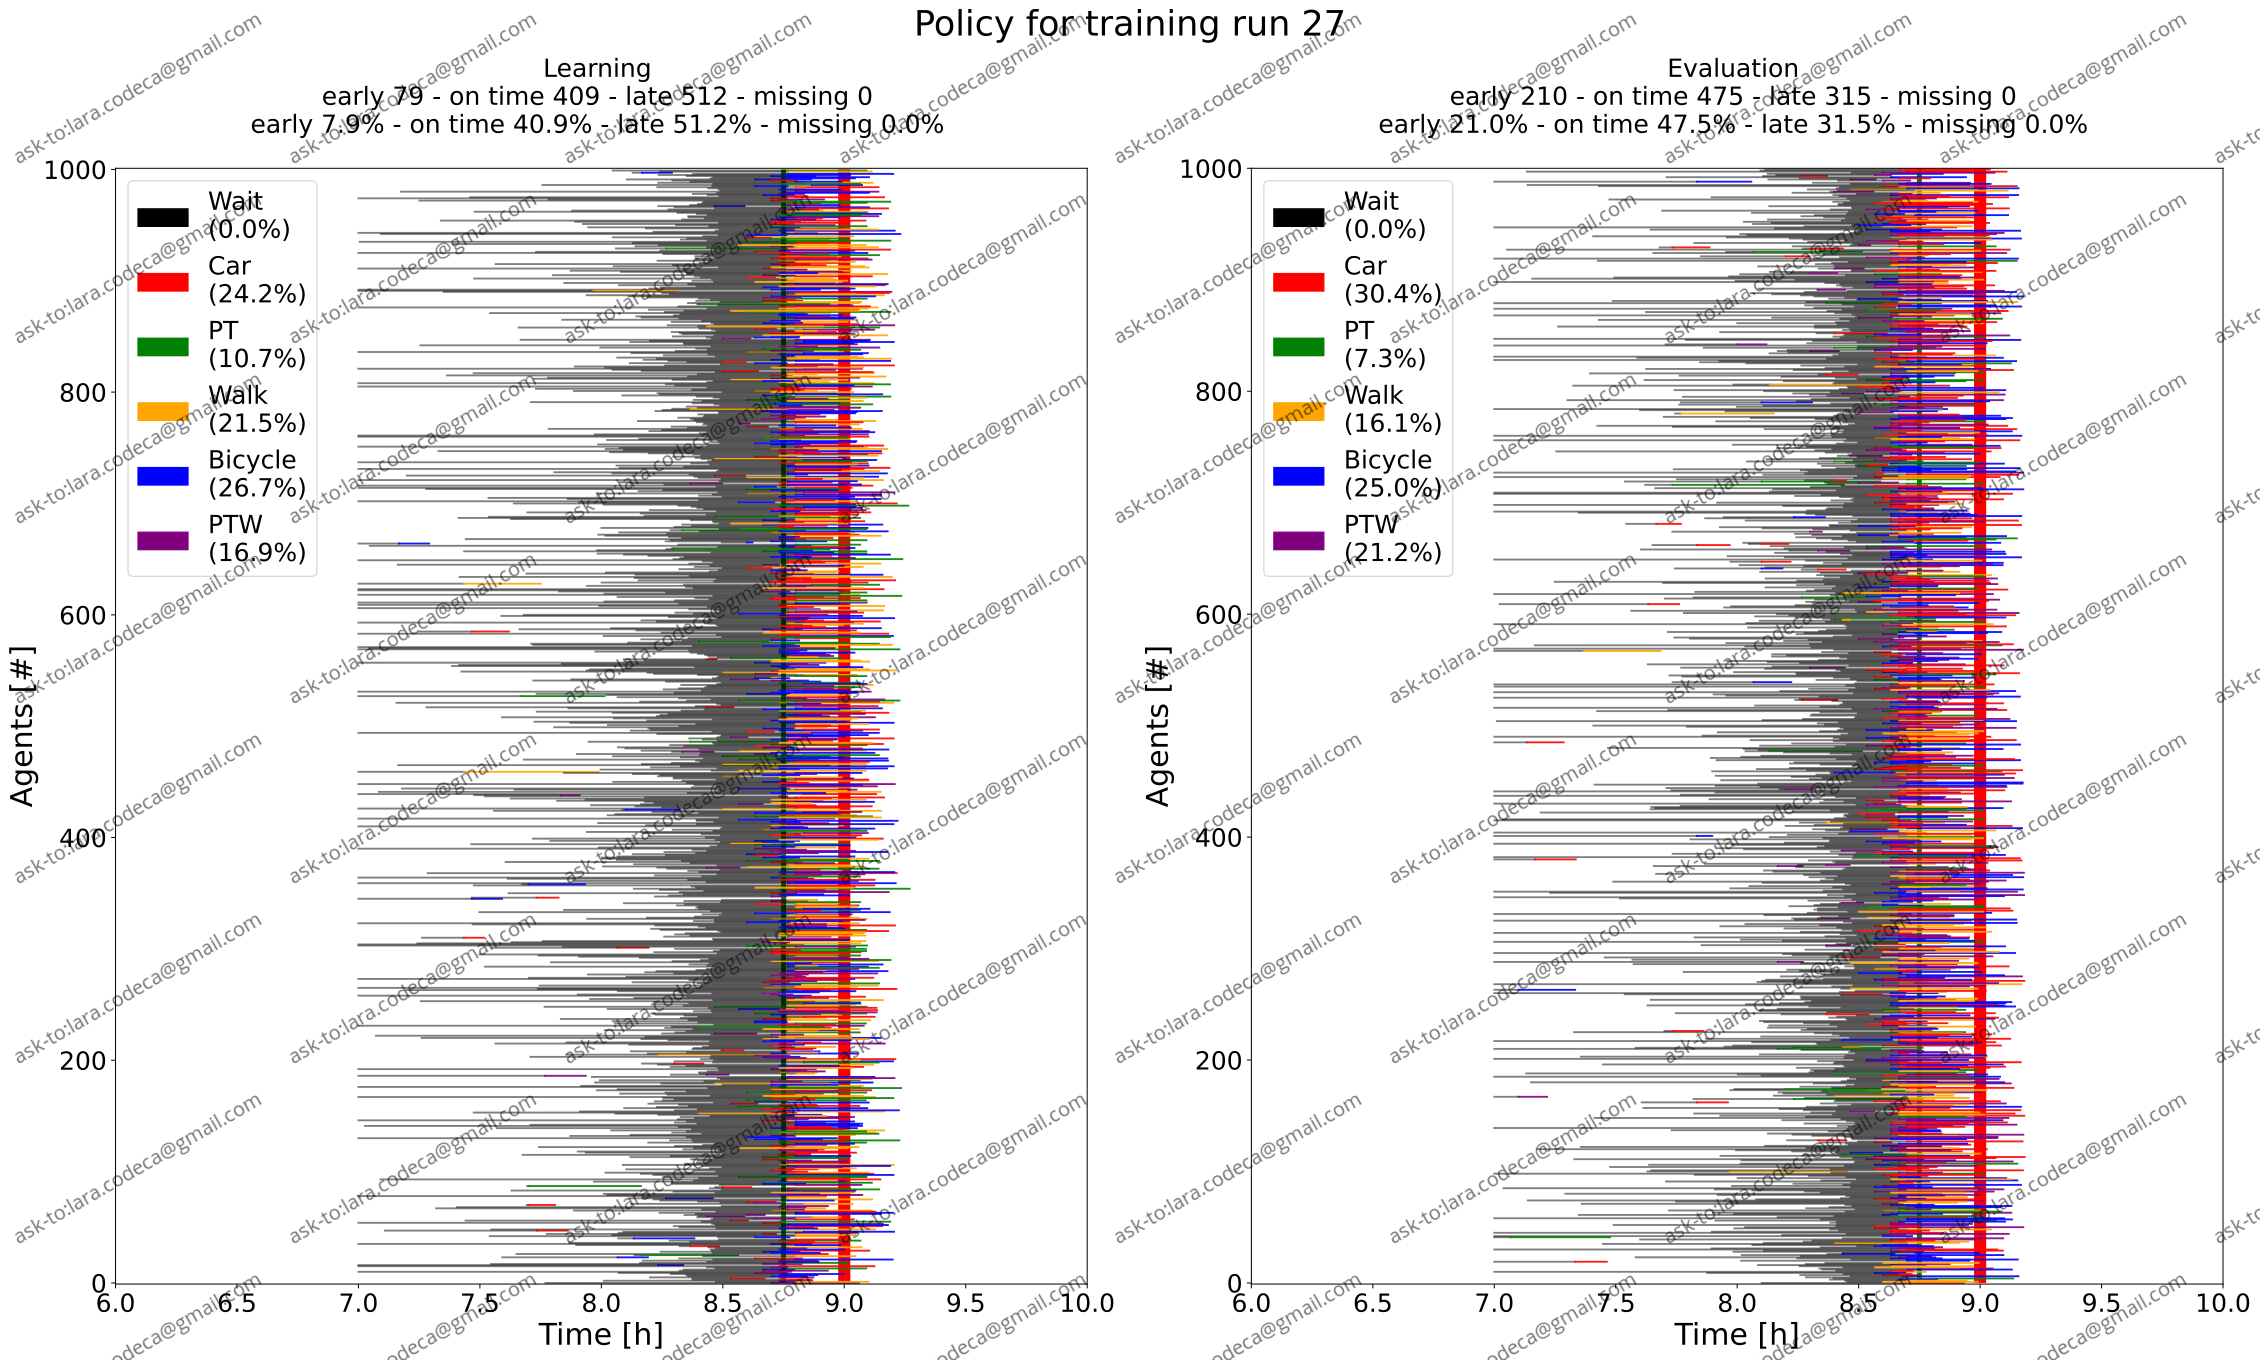 Policy for training run 27
Learning
early 79 - on time 409 - late 512 - missing 0
early 7.9% - on time 40.9% - late 51.2% - missing 0.0%
1000
800
600
400
200
0
Agents [#]
Wait
(0.0%)
Car
(24.2%)
PT
(10.7%)
Walk
(21.5%)
Bicycle
(26.7%)
PTW
(16.9%)
6.0 6.5 7.0 7.5 8.0 8.5 9.0 9.5 10.0
Time [h]
Evaluation
early 210 - on time 475 - late 315 - missing 0
early 21.0% - on time 47.5% - late 31.5% - missing 0.0%
1000
800
600
400
200
0
Agents [#]
Wait
(0.0%)
Car
(30.4%)
PT
(7.3%)
Walk
(16.1%)
Bicycle
(25.0%)
PTW
(21.2%)
6.0 6.5 7.0 7.5 8.0 8.5 9.0 9.5 10.0
Time [h]
ask-to:lara.codeca@gmail.com